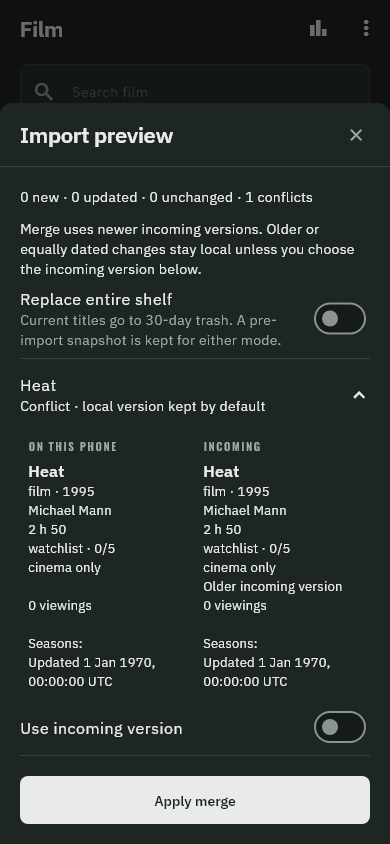 Film
Search film
Import preview
0 new · 0 updated · 0 unchanged · 1 conflicts
Merge uses newer incoming versions. Older or
equally dated changes stay local unless you choose
the incoming version below.
Replace entire shelf
Current titles go to 30-day trash. A pre-
import snapshot is kept for either mode.
Heat
Conflict · local version kept by default
ON THIS PHONE
Heat
film · 1995
Michael Mann
2 h 50
watchlist · 0/5
cinema only
0 viewings
Seasons:
Updated 1 Jan 1970,
00:00:00 UTC
INCOMING
Heat
film · 1995
Michael Mann
2 h 50
watchlist · 0/5
cinema only
Older incoming version
0 viewings
Seasons:
Updated 1 Jan 1970,
00:00:00 UTC
Use incoming version
Apply merge